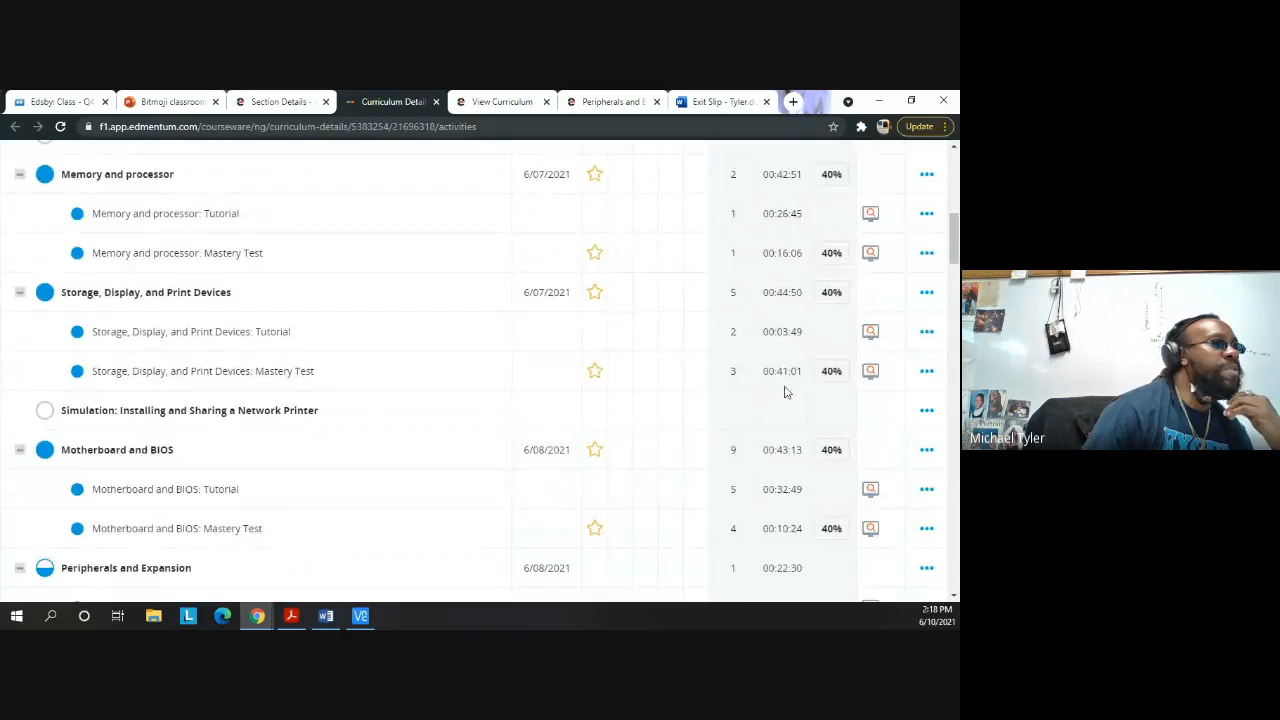 Edsby: Class - Q4
Bitmoji classroom
Section Details -
Curriculum Detail
View Curriculum
Peripherals and E
Exit Slip - Tyler.d
f1.app.edmentum.com/courseware/ng/curriculum-details/5383254/21696318/activities
Update
Memory and processor 6/07/2021 2 00:42:51 40%
Memory and processor: Tutorial 1 00:26:45
Memory and processor: Mastery Test 1 00:16:06 40%
Storage, Display, and Print Devices 6/07/2021 5 00:44:50 40%
Storage, Display, and Print Devices: Tutorial 2 00:03:49
Storage, Display, and Print Devices: Mastery Test 3 00:41:01 40%
Simulation: Installing and Sharing a Network Printer
Motherboard and BIOS 6/08/2021 9 00:43:13 40%
Motherboard and BIOS: Tutorial 5 00:32:49
Motherboard and BIOS: Mastery Test 4 00:10:24 40%
Peripherals and Expansion 6/08/2021 1 00:22:30
2:18 PM
6/10/2021
Michael Tyler